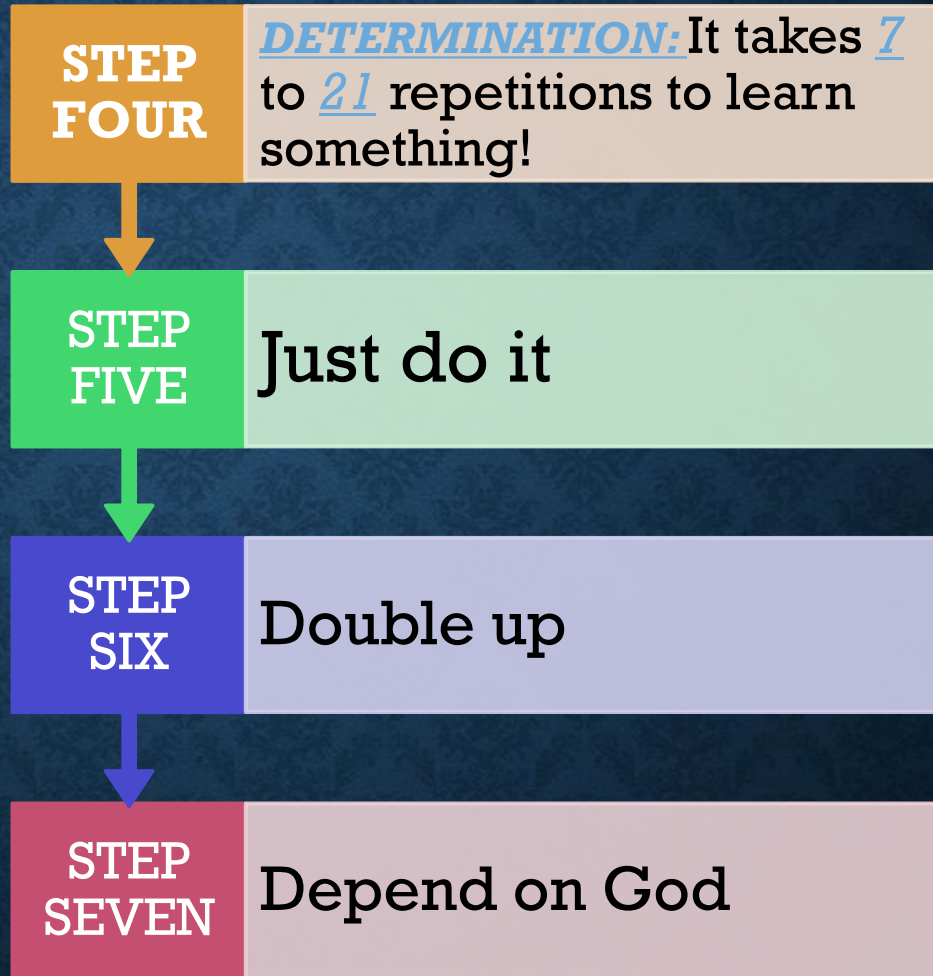 STEP
FOUR
DETERMINATION: It takes 7
to 21 repetitions to learn
something!
STEP
FIVE
Just do it
STEP
SIX
Double up
STEP
SEVEN
Depend on God